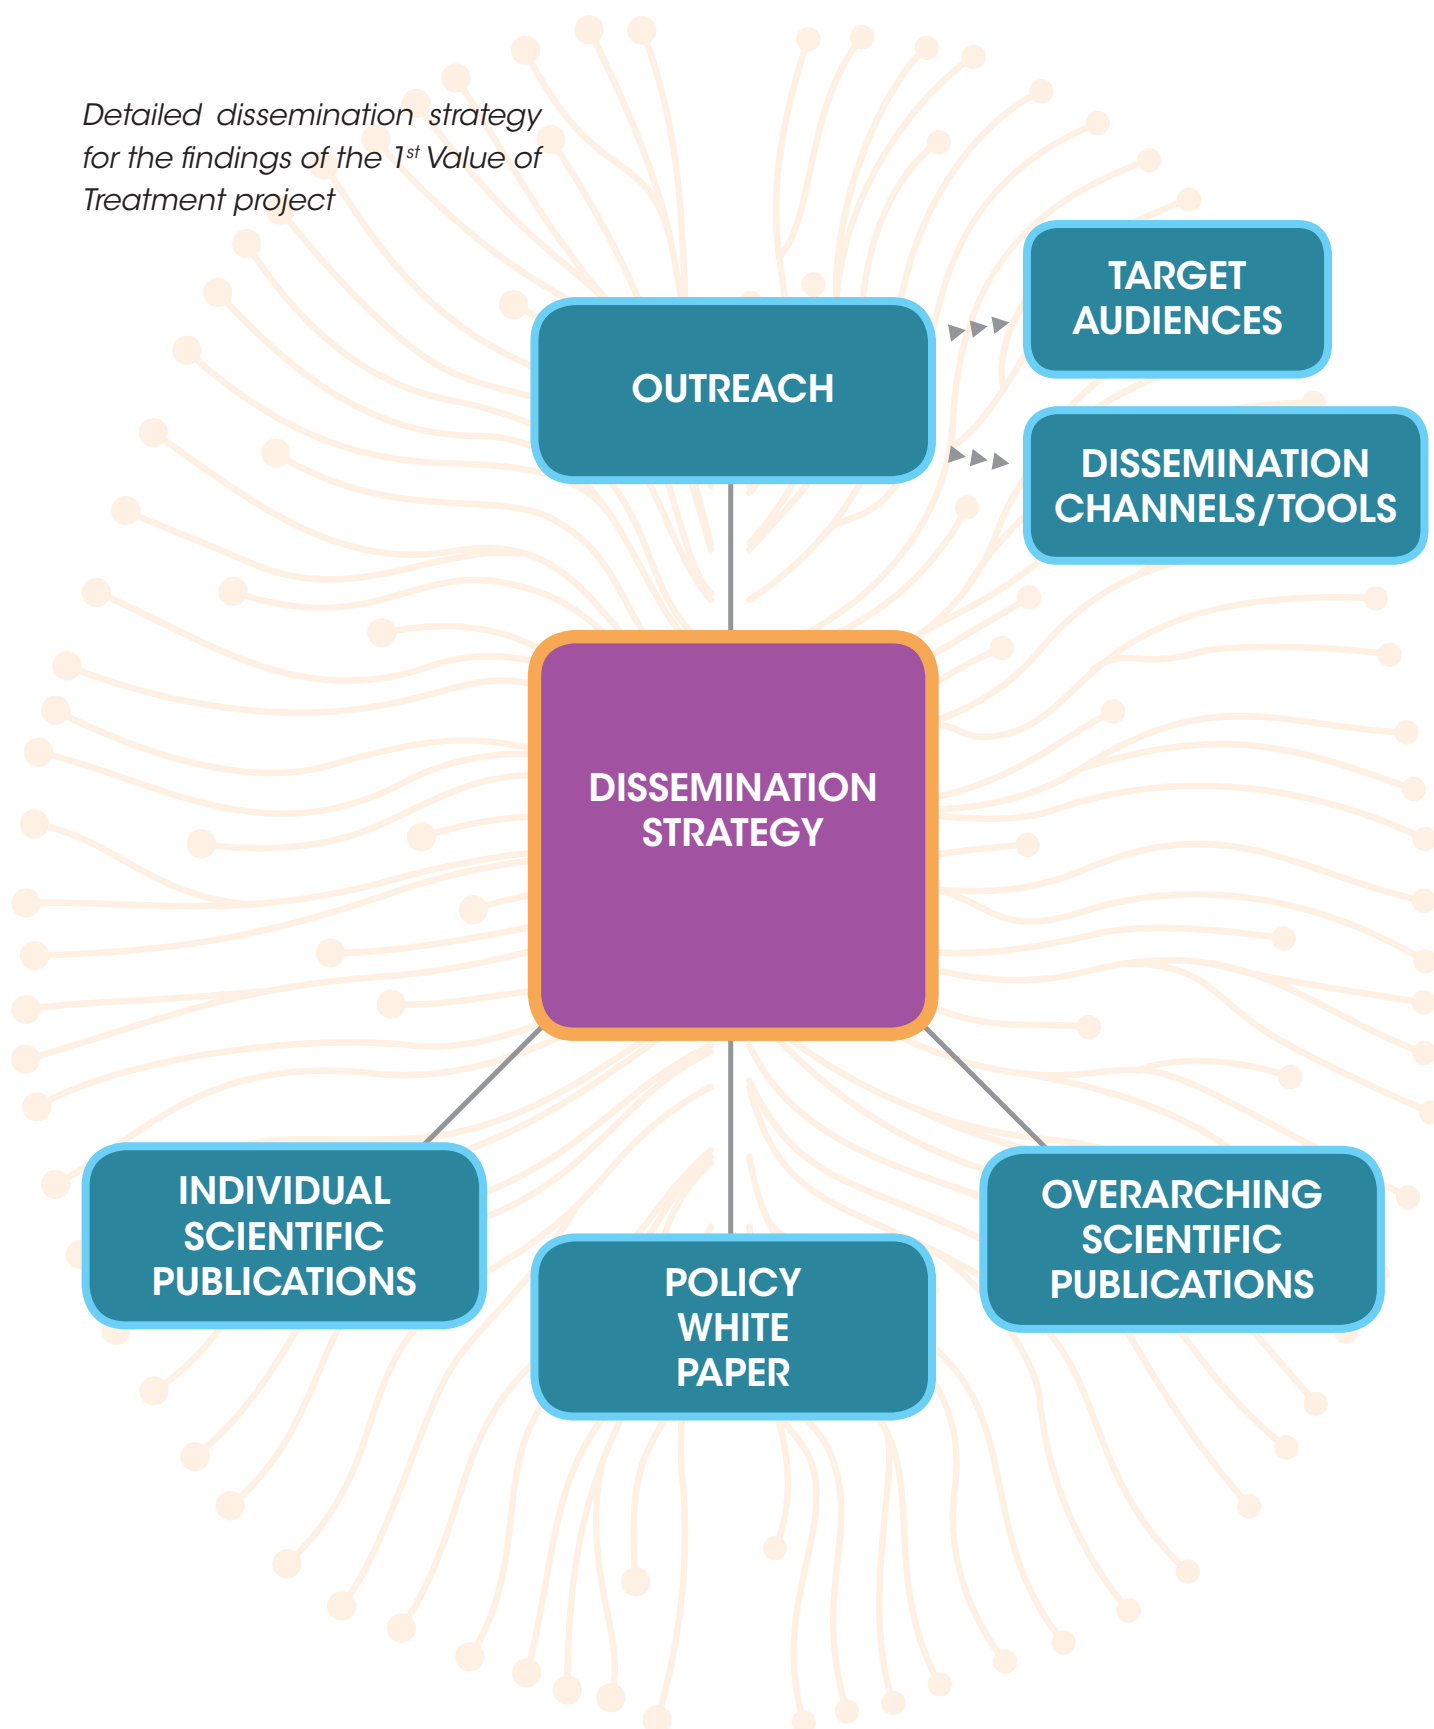 Detailed dissemination strategy
for the findings of the 1st Value of
Treatment project
TARGET
AUDIENCES
OUTREACH
DISSEMINATION
CHANNELS/TOOLS
DISSEMINATION
STRATEGY
INDIVIDUAL
SCIENTIFIC
PUBLICATIONS
POLICY
WHITE
PAPER
OVERARCHING
SCIENTIFIC
PUBLICATIONS